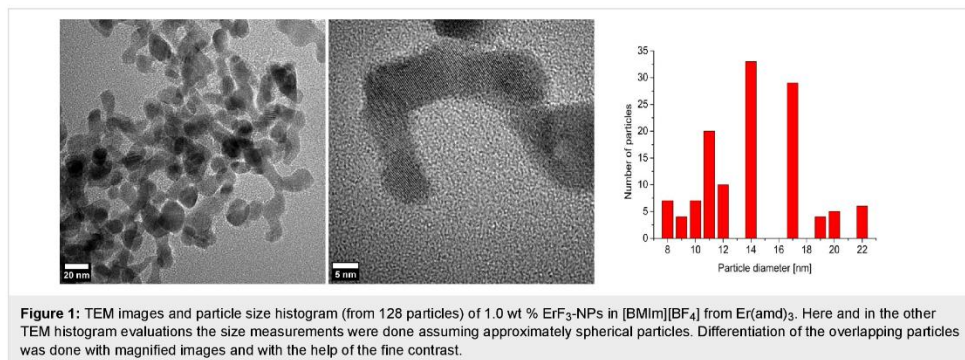 20 nm
5 nm
Number of particles
35
30
25
20
15
10
5
0
8 10 12 14 16 18 20 22
Particle diameter [nm]
Figure 1: TEM images and particle size histogram (from 128 particles) of 1.0 wt % ErF₃-NPs in [BMIm][BF₄] from Er(amd)₃. Here and in the other
TEM histogram evaluations the size measurements were done assuming approximately spherical particles. Differentiation of the overlapping particles
was done with magnified images and with the help of the fine contrast.